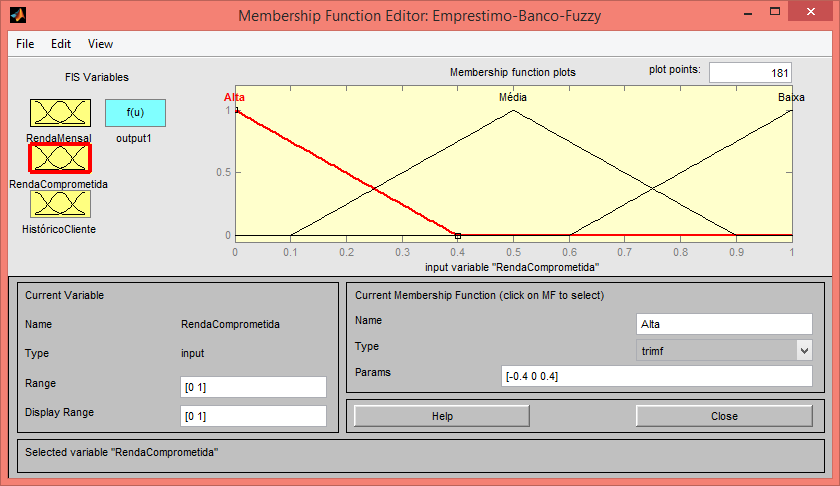 Membership Function Editor: Emprestimo-Banco-Fuzzy
File Edit View
FIS Variables
RendaMensal
f(u)
output1
RendaComprometida
HistóricoCliente
Membership function plots
plot points: 181
Alta Média Baixa
1
0.5
0
0 0.1 0.2 0.3 0.4 0.5 0.6 0.7 0.8 0.9 1
input variable "RendaComprometida"
Current Variable
Name RendaComprometida
Type input
Range [0 1]
Display Range [0 1]
Current Membership Function (click on MF to select)
Name Alta
Type trimf
Params [-0.4 0 0.4]
Help Close
Selected variable "RendaComprometida"